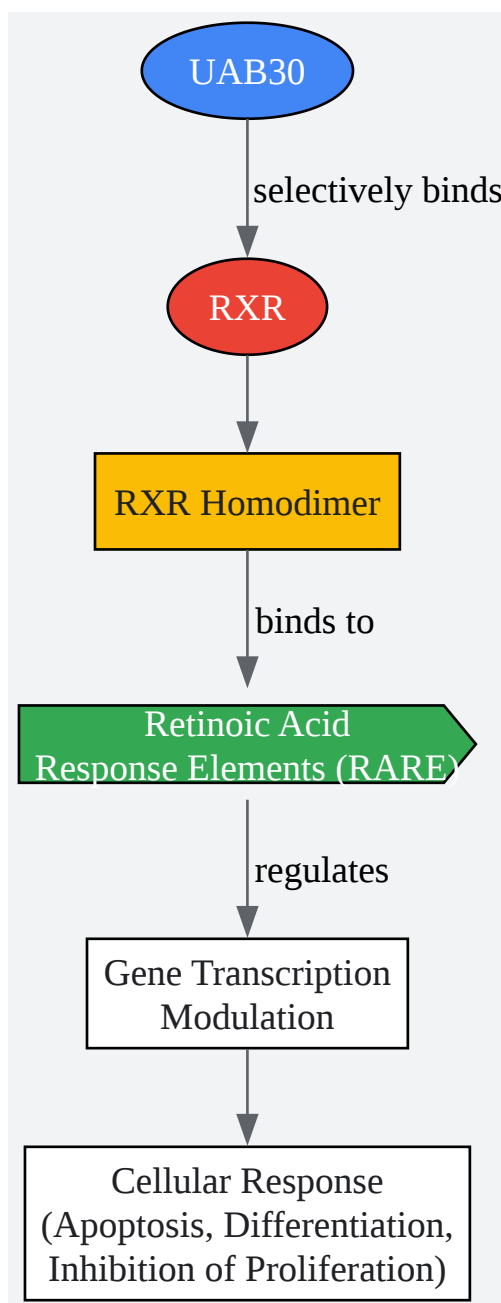 UAB30
selectively binds
RXR
RXR Homodimer
binds to
Retinoic Acid
Response Elements (RARE)
regulates
Gene Transcription
Modulation
Cellular Response
(Apoptosis, Differentiation,
Inhibition of Proliferation)